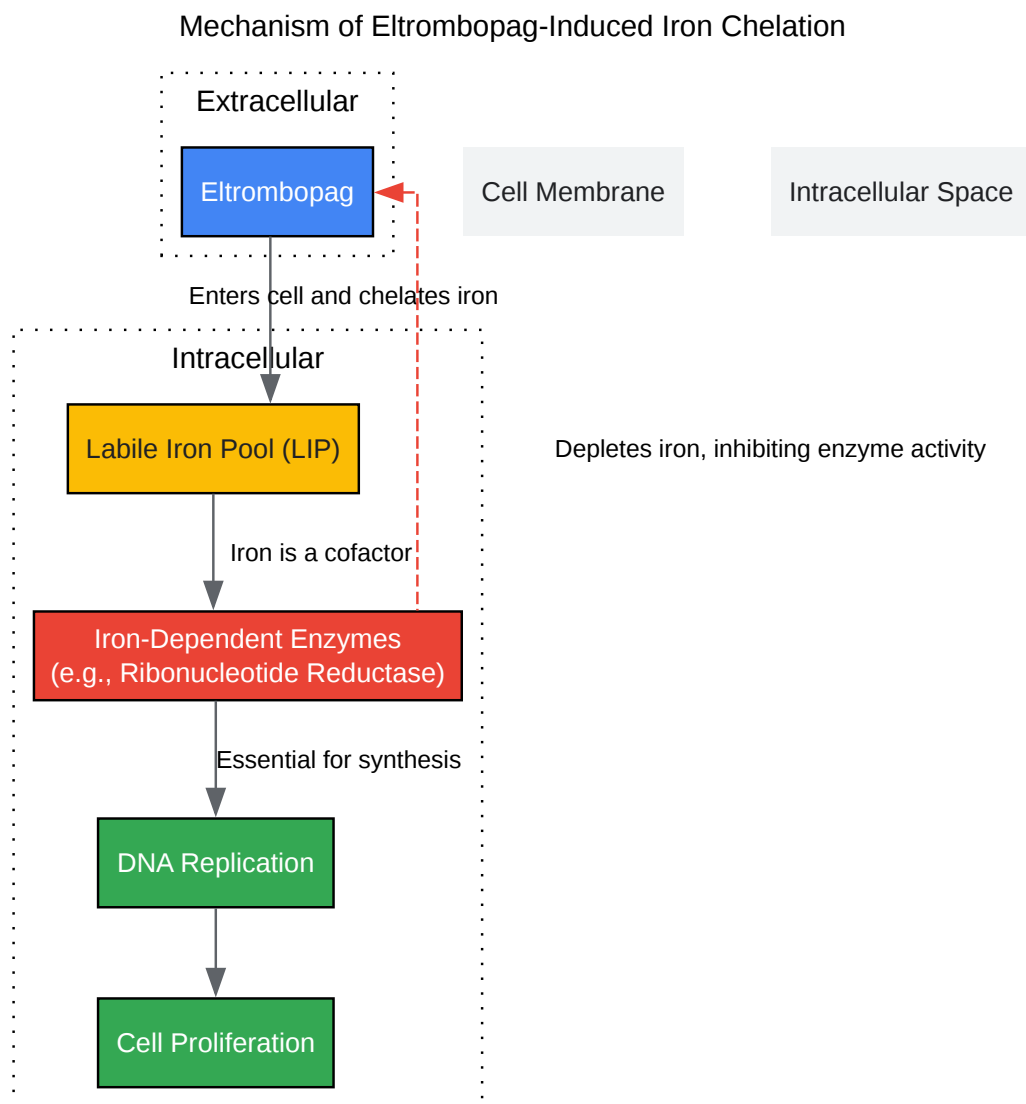 Mechanism of Eltrombopag-Induced Iron Chelation
Extracellular
Eltrombopag
Cell Membrane
Intracellular Space
Enters cell and chelates iron
Intracellular
Labile Iron Pool (LIP)
Depletes iron, inhibiting enzyme activity
Iron is a cofactor
Iron-Dependent Enzymes
(e.g., Ribonucleotide Reductase)
Essential for synthesis
DNA Replication
Cell Proliferation